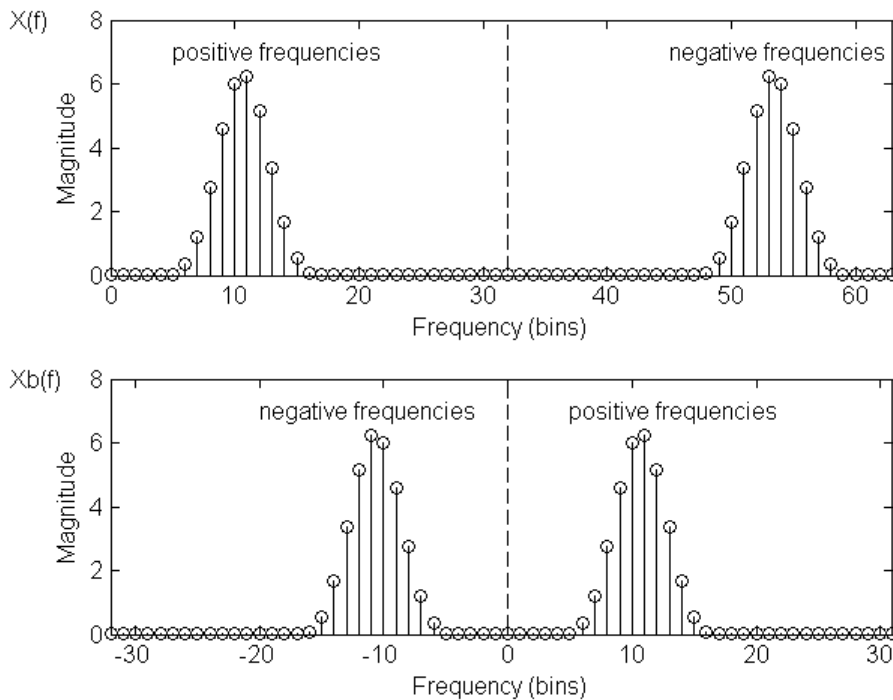 X(f)
8
positive frequencies
negative frequencies
6
Magnitude
4
2
0
0 10 20 30 40 50 60
Frequency (bins)
Xb(f)
8
negative frequencies
positive frequencies
6
Magnitude
4
2
0
-30 -20 -10 0 10 20 30
Frequency (bins)